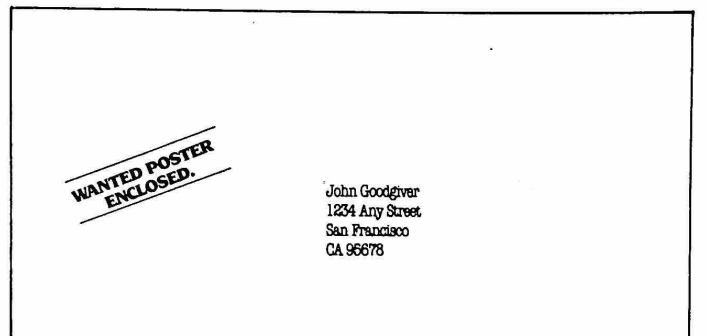 WANTED POSTER
ENCLOSED.
John Goodgiver
1234 Any Street
San Francisco
CA 95678